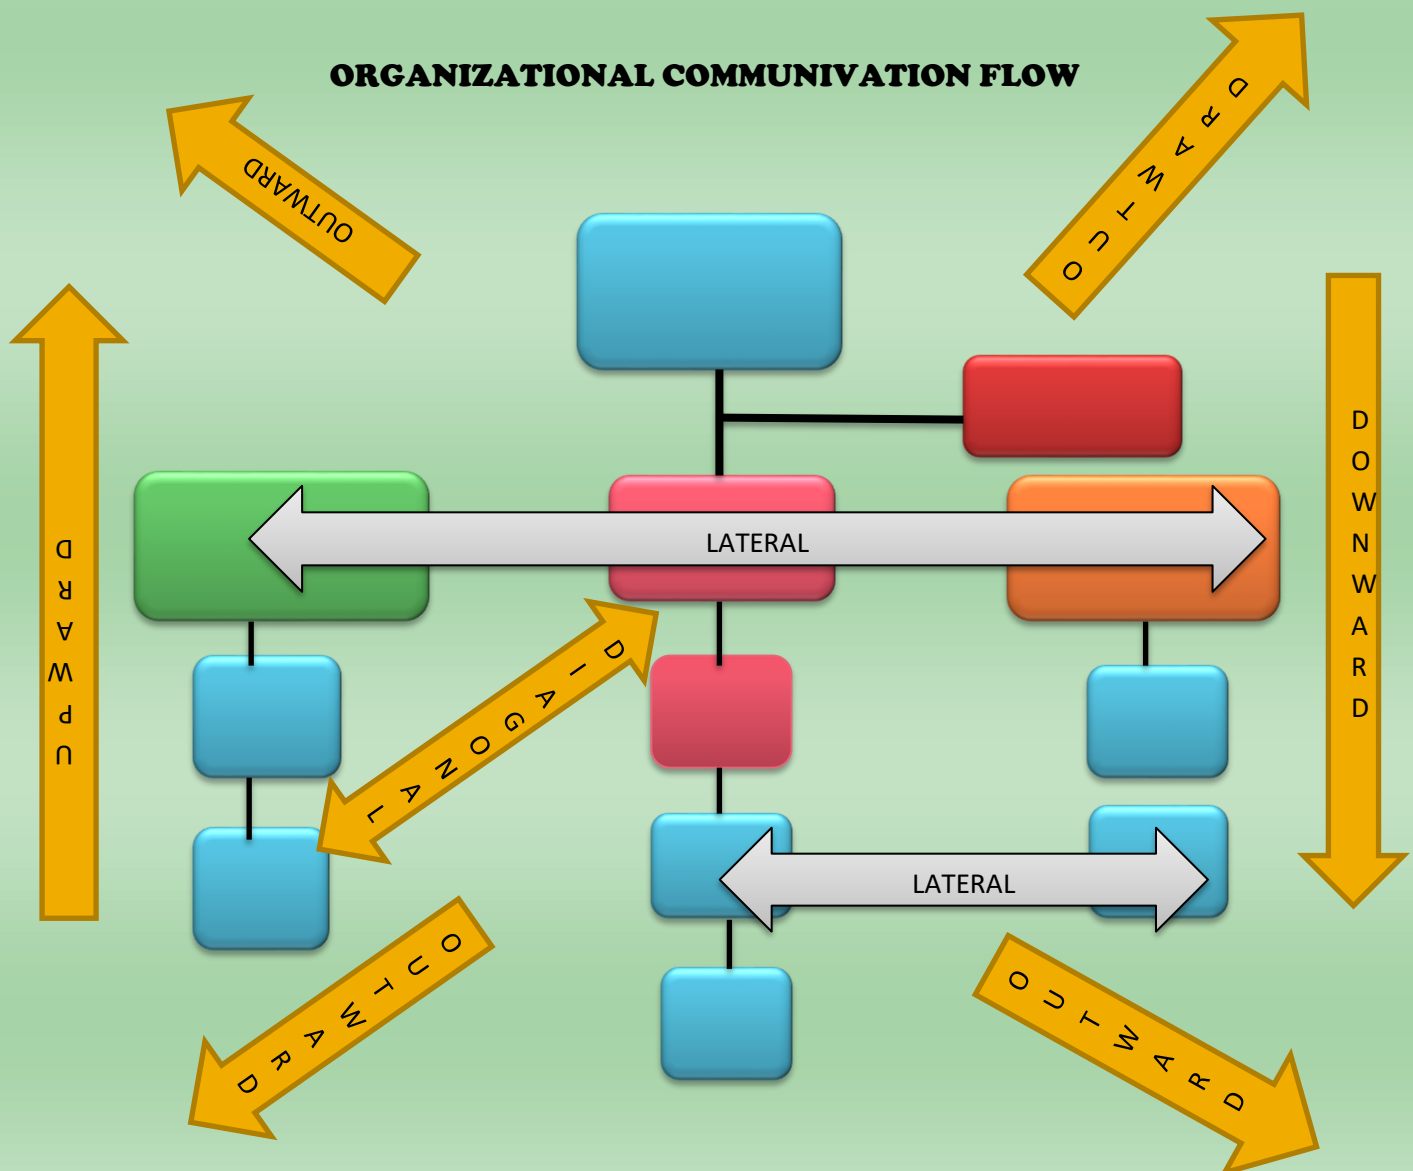 ORGANIZATIONAL COMMUNIVATION FLOW
OUTWARD
OUTWARD
UPWARD
DOWNWARD
LATERAL
DIAGONAL
LATERAL
OUTWARD
OUTWARD